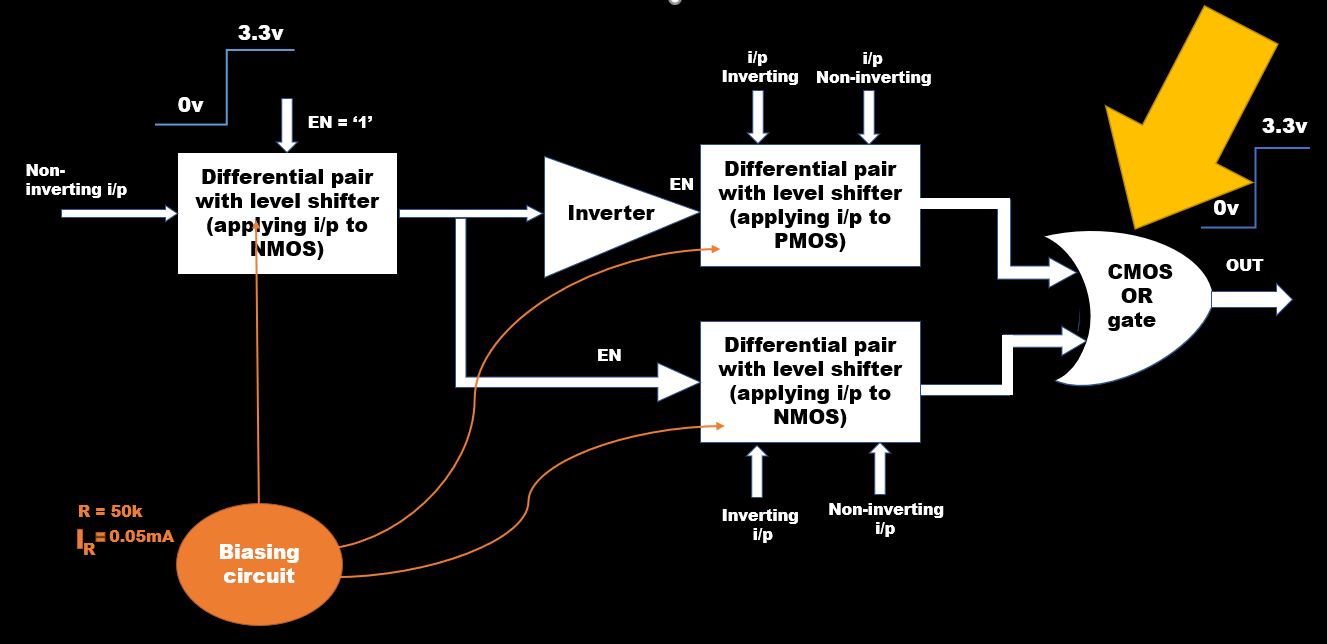 3.3v
0v
EN = ‘1’
Non-
inverting i/p
Differential pair
with level shifter
(applying i/p to
NMOS)
Inverter
EN
i/p
Inverting
i/p
Non-inverting
Differential pair
with level shifter
(applying i/p to
PMOS)
3.3v
0v
CMOS
OR
gate
OUT
EN
Differential pair
with level shifter
(applying i/p to
NMOS)
Inverting
i/p
Non-inverting
i/p
R = 50k
IR = 0.05mA
Biasing
circuit